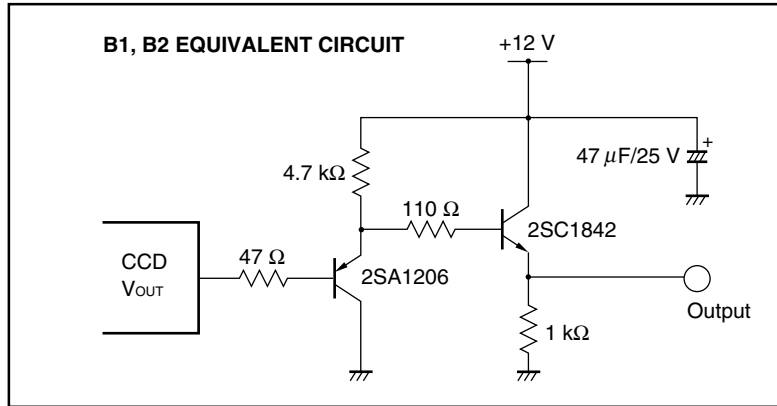 B1, B2 EQUIVALENT CIRCUIT
+12 V
4.7 kΩ
47 μF/25 V
+
110 Ω
2SC1842
CCD
VOUT
47 Ω
2SA1206
Output
1 kΩ